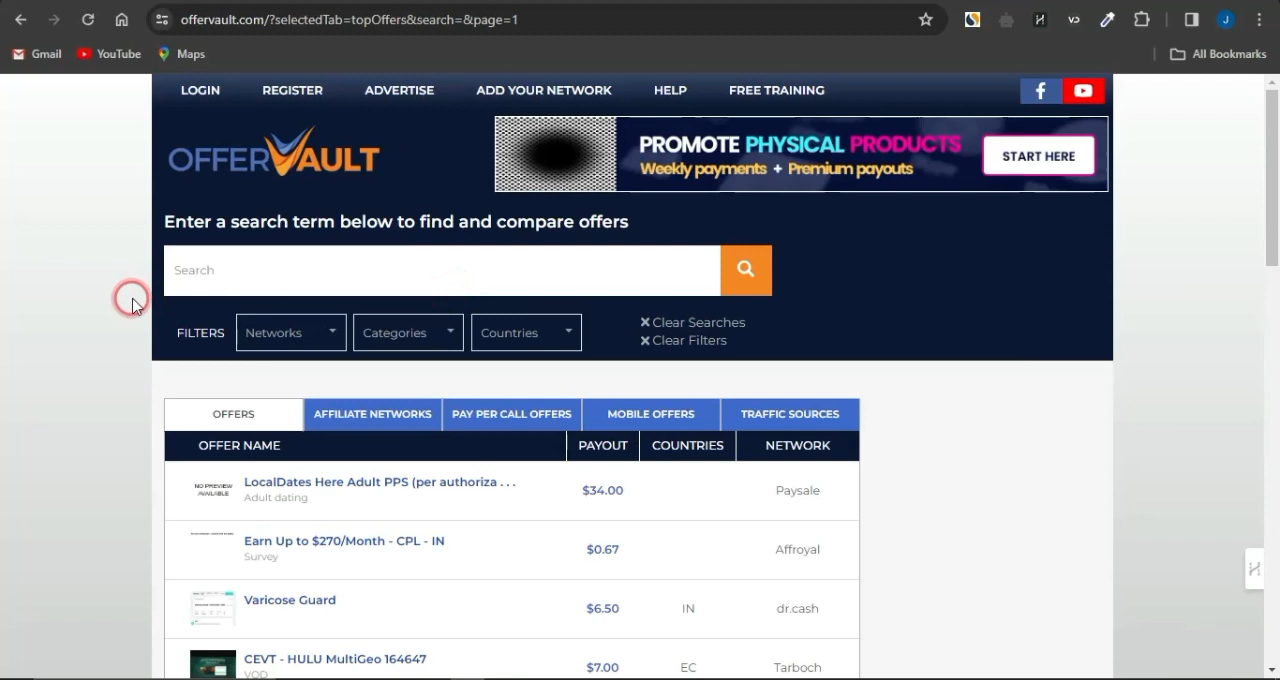 offervault.com/?selectedTab=topOffers&search=&page=1
Gmail YouTube Maps All Bookmarks
LOGIN REGISTER ADVERTISE ADD YOUR NETWORK HELP FREE TRAINING
OFFERVAULT
PROMOTE PHYSICAL PRODUCTS
Weekly payments + Premium payouts
START HERE
Enter a search term below to find and compare offers
Search
FILTERS Networks Categories Countries
Clear Searches
Clear Filters
OFFERS AFFILIATE NETWORKS PAY PER CALL OFFERS MOBILE OFFERS TRAFFIC SOURCES
OFFER NAME PAYOUT COUNTRIES NETWORK
NO PREVIEW AVAILABLE
LocalDates Here Adult PPS (per authoriza . . . $34.00 Paysale
Adult dating
Earn Up to $270/Month - CPL - IN $0.67 Affroyal
Survey
Varicose Guard $6.50 IN dr.cash
CEVT - HULU MultiGeo 164647 $7.00 EC Tarboch
VOD